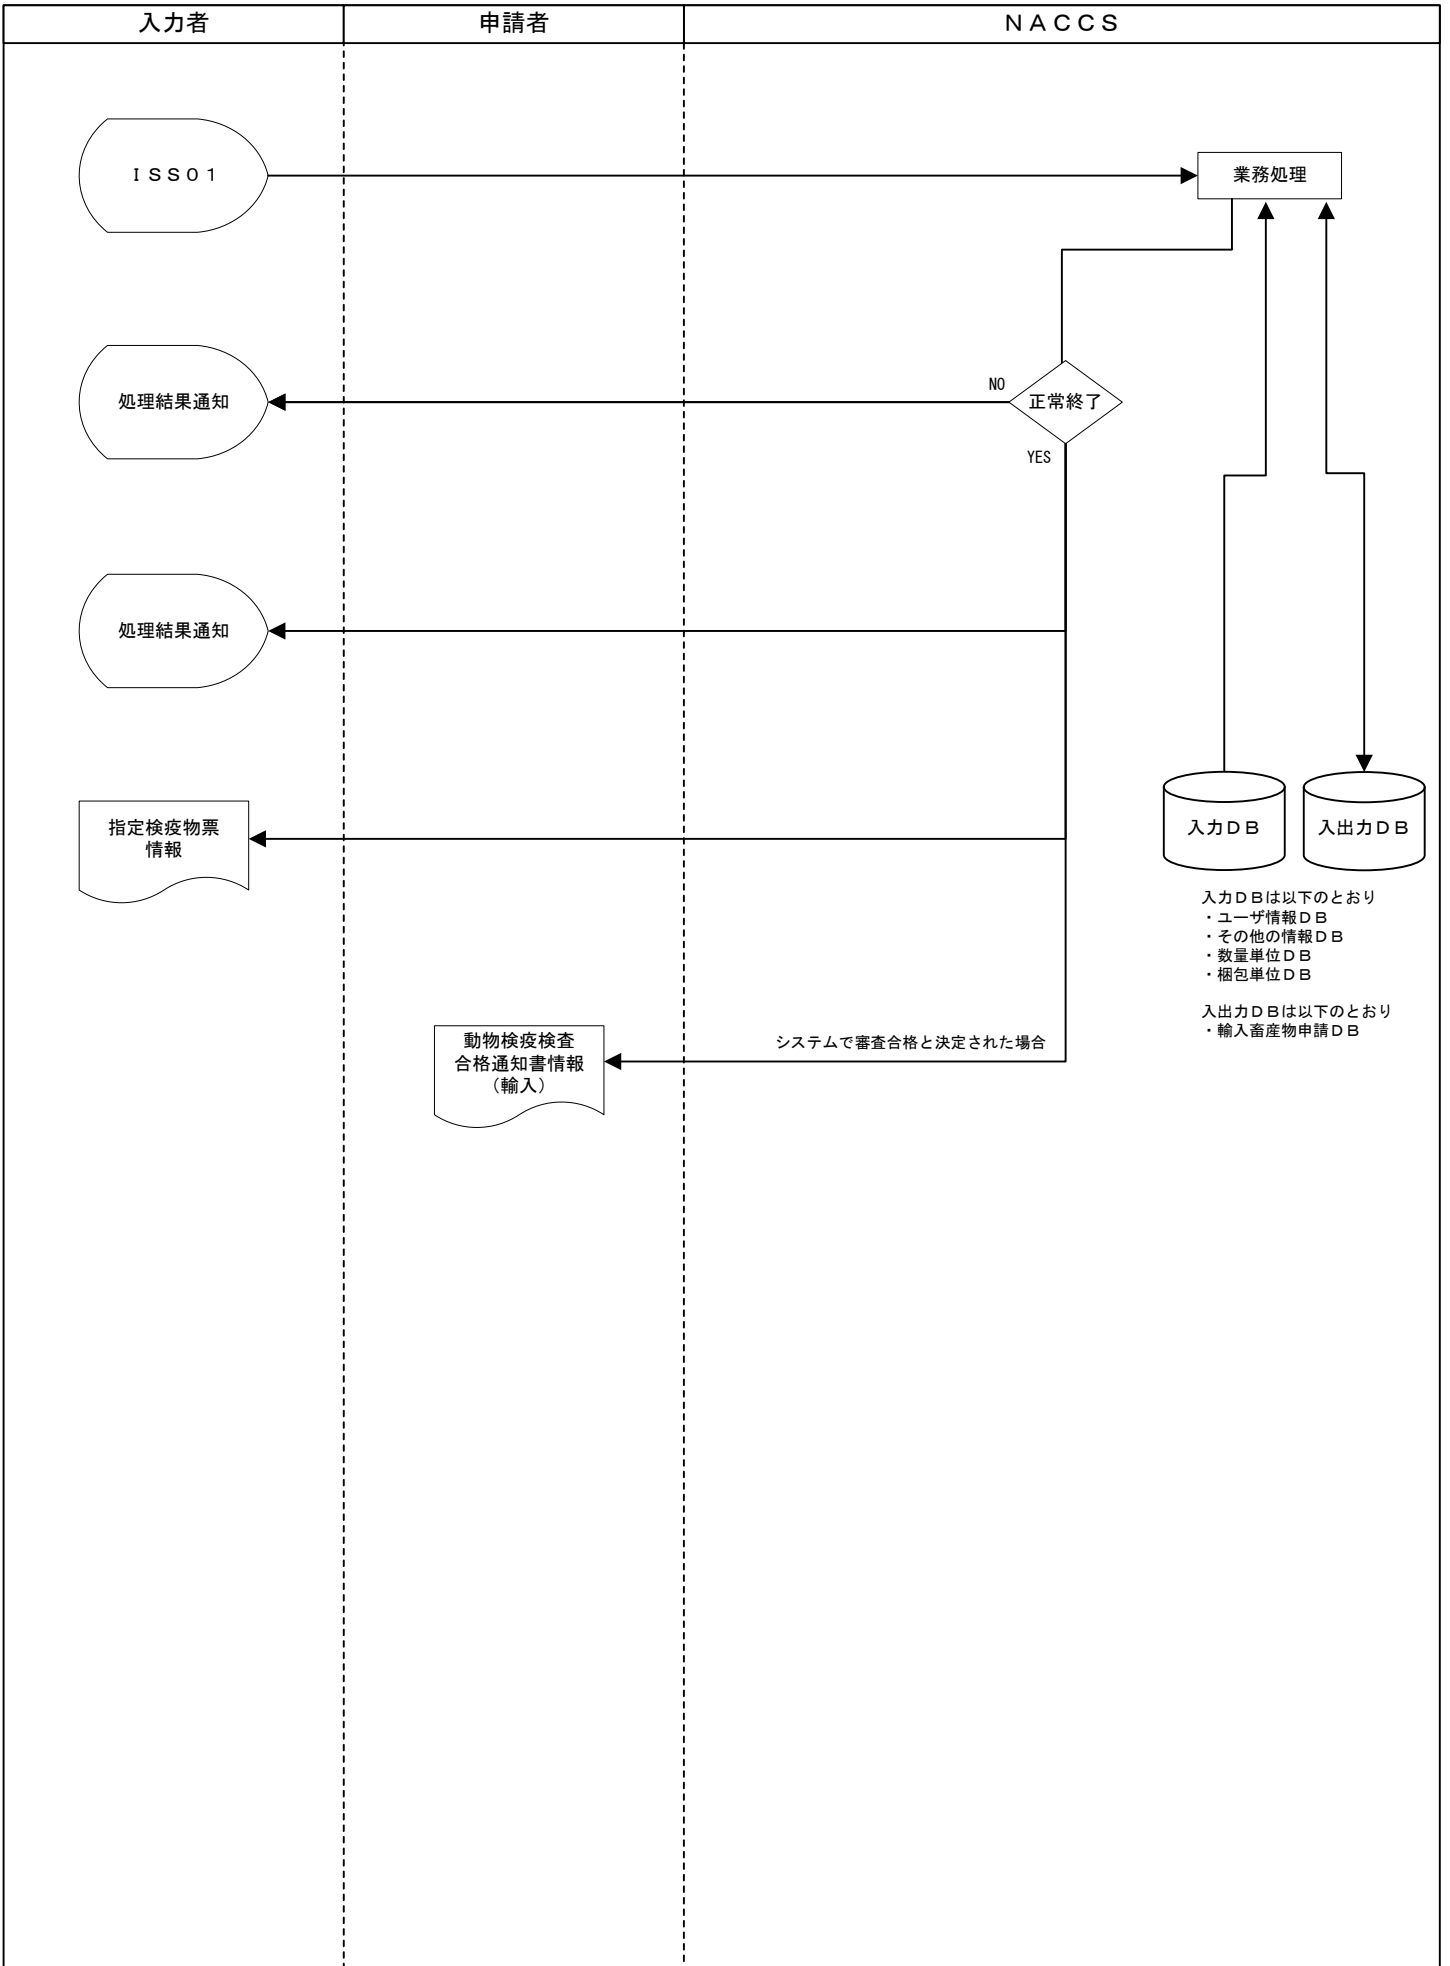 入力者
申請者
ＮＡＣＣＳ
ＩＳＳ０１
業務処理
処理結果通知
NO
正常終了
YES
処理結果通知
指定検疫物票
情報
入力ＤＢ
入出力ＤＢ
入力ＤＢは以下のとおり
・ユーザ情報ＤＢ
・その他の情報ＤＢ
・数量単位ＤＢ
・梱包単位ＤＢ
入出力ＤＢは以下のとおり
・輸入畜産物申請ＤＢ
動物検疫検査
合格通知書情報
（輸入）
システムで審査合格と決定された場合